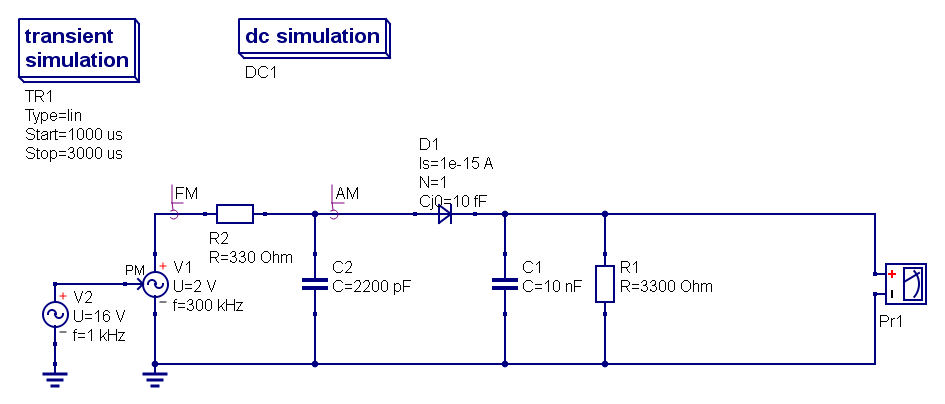 transient
simulation
dc simulation
DC1
TR1
Type=lin
Start=1000 us
Stop=3000 us
D1
Is=1e-15 A
N=1
Cj0=10 fF
FM
AM
R2
R=330 Ohm
PM
V1
U=2 V
f=300 kHz
V2
U=16 V
f=1 kHz
C2
C=2200 pF
C1
C=10 nF
R1
R=3300 Ohm
Pr1